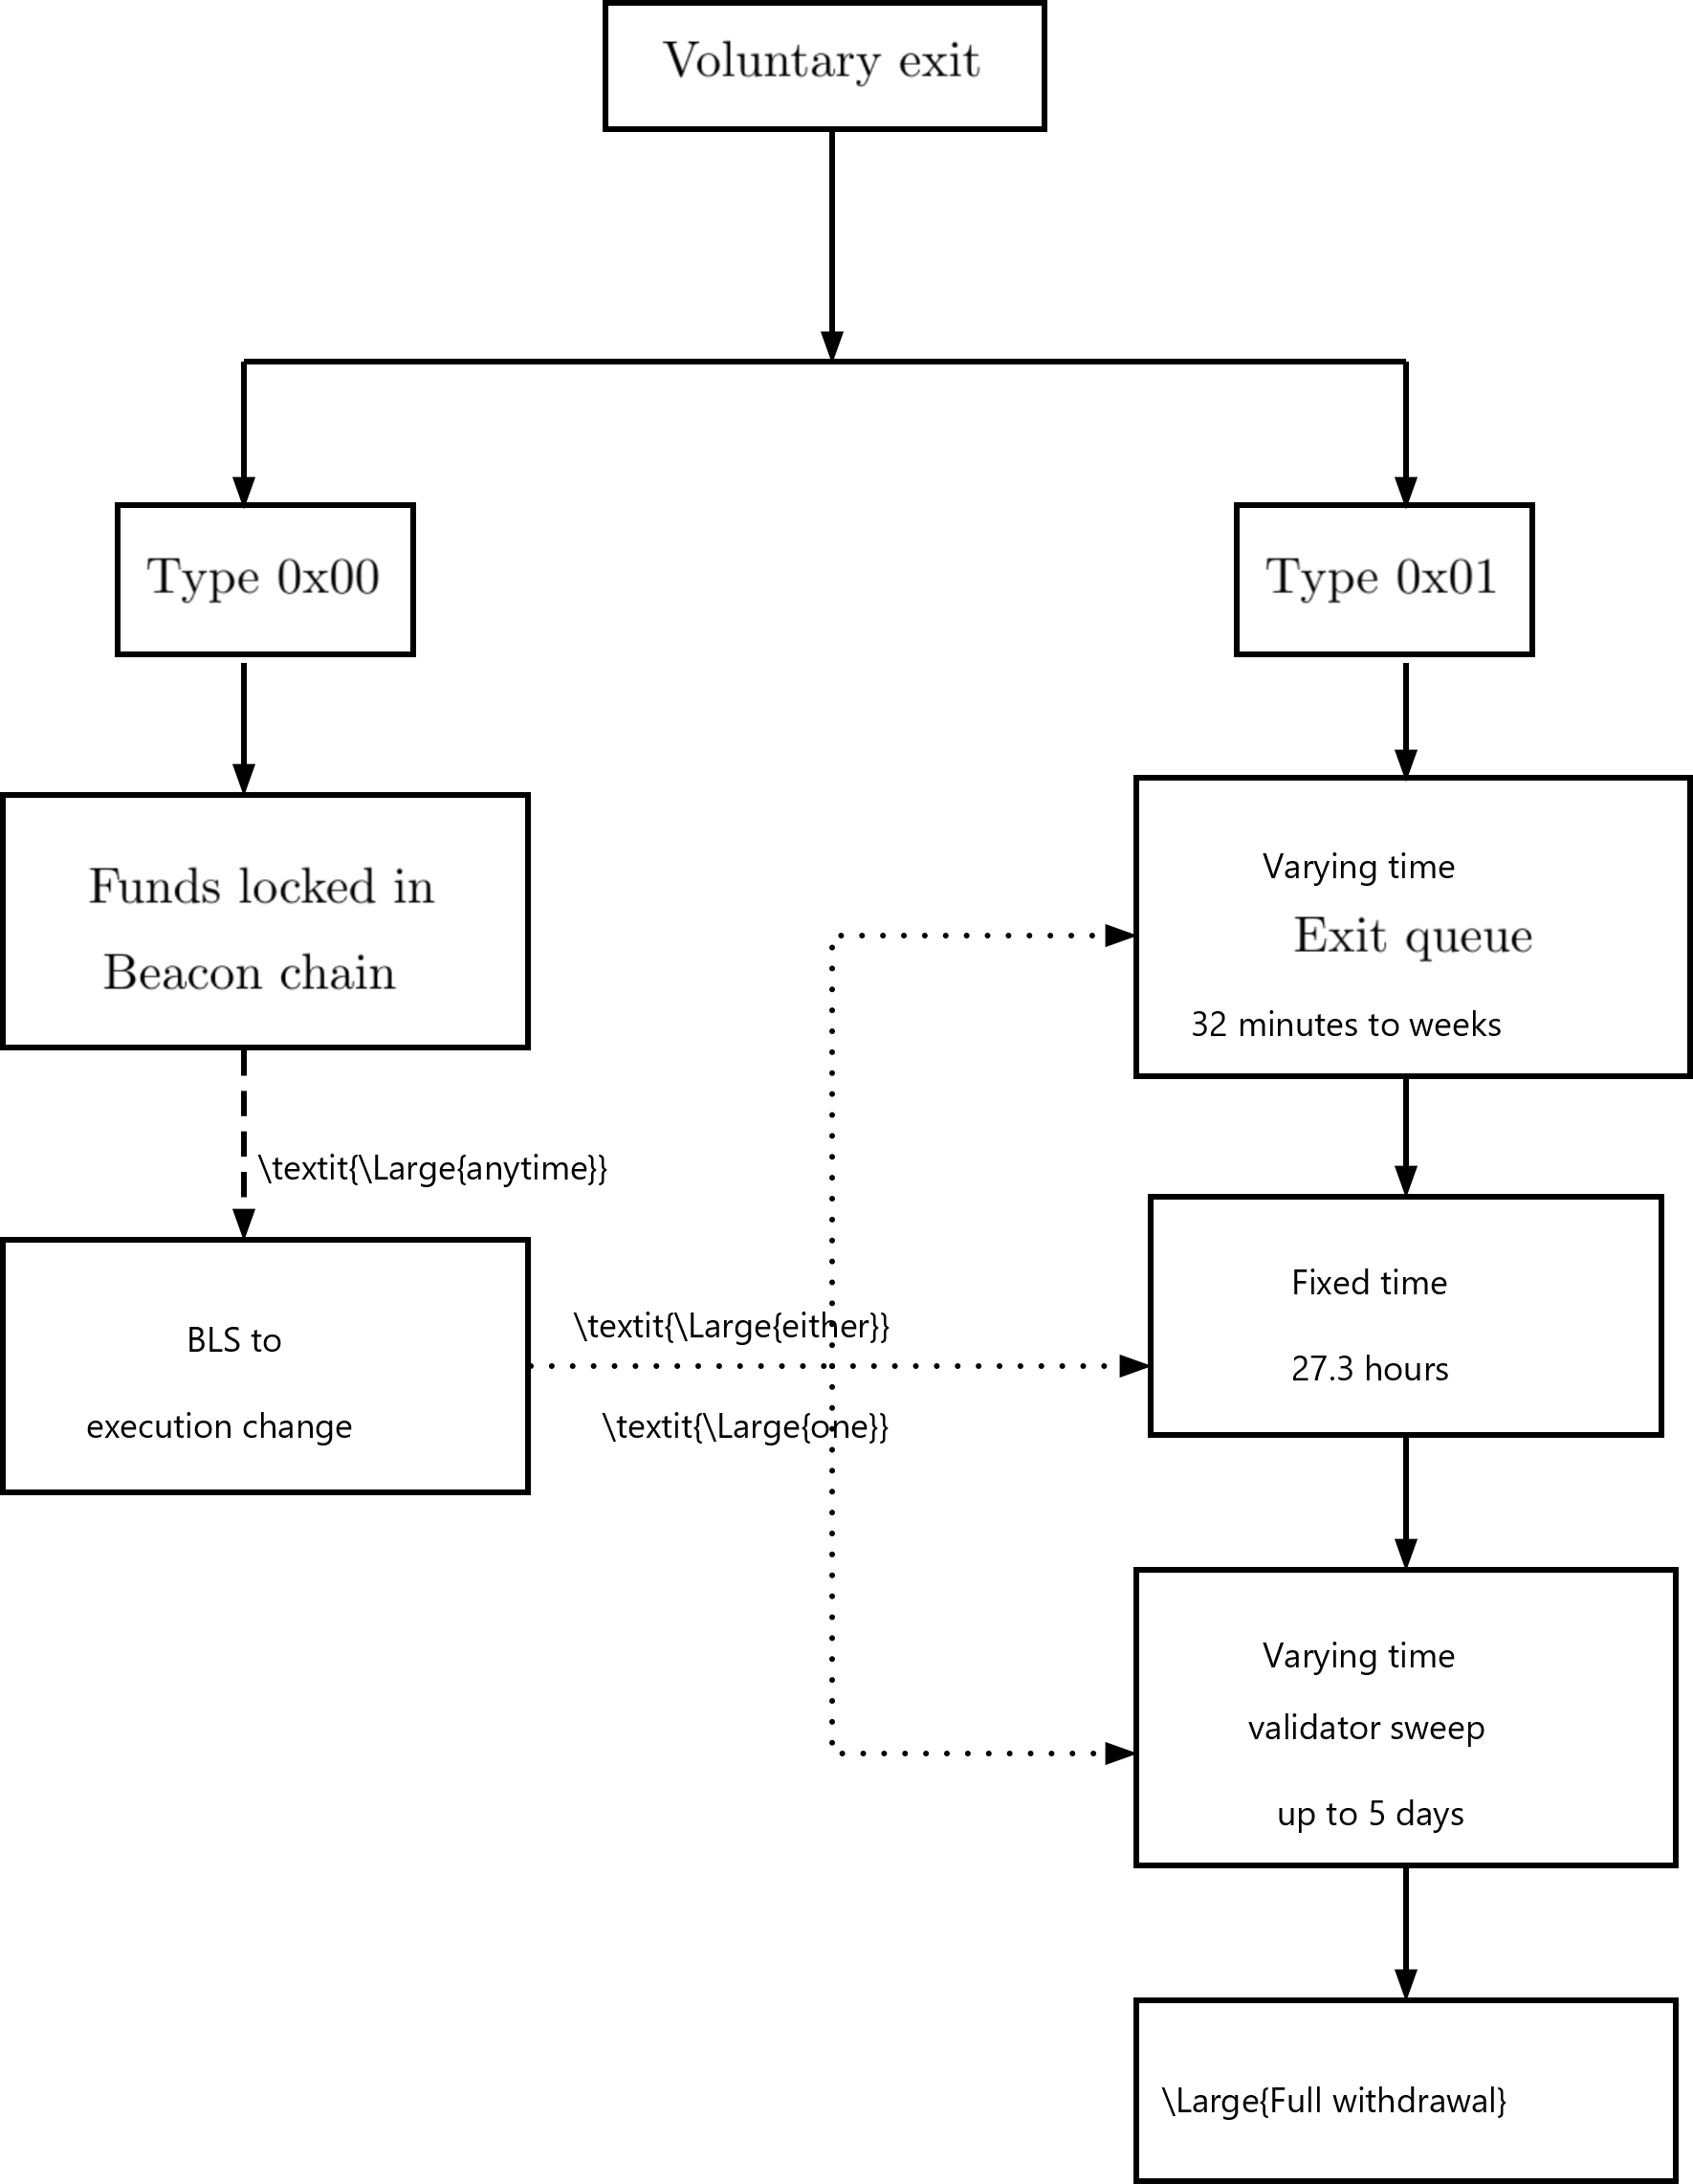 Voluntary exit
Type 0x00
Type 0x01
Funds locked in
Beacon chain
Varying time
Exit queue
32 minutes to weeks
\textit{\Large{anytime}}
BLS to
execution change
\textit{\Large{either}}
\textit{\Large{one}}
Fixed time
27.3 hours
Varying time
validator sweep
up to 5 days
\Large{Full withdrawal}